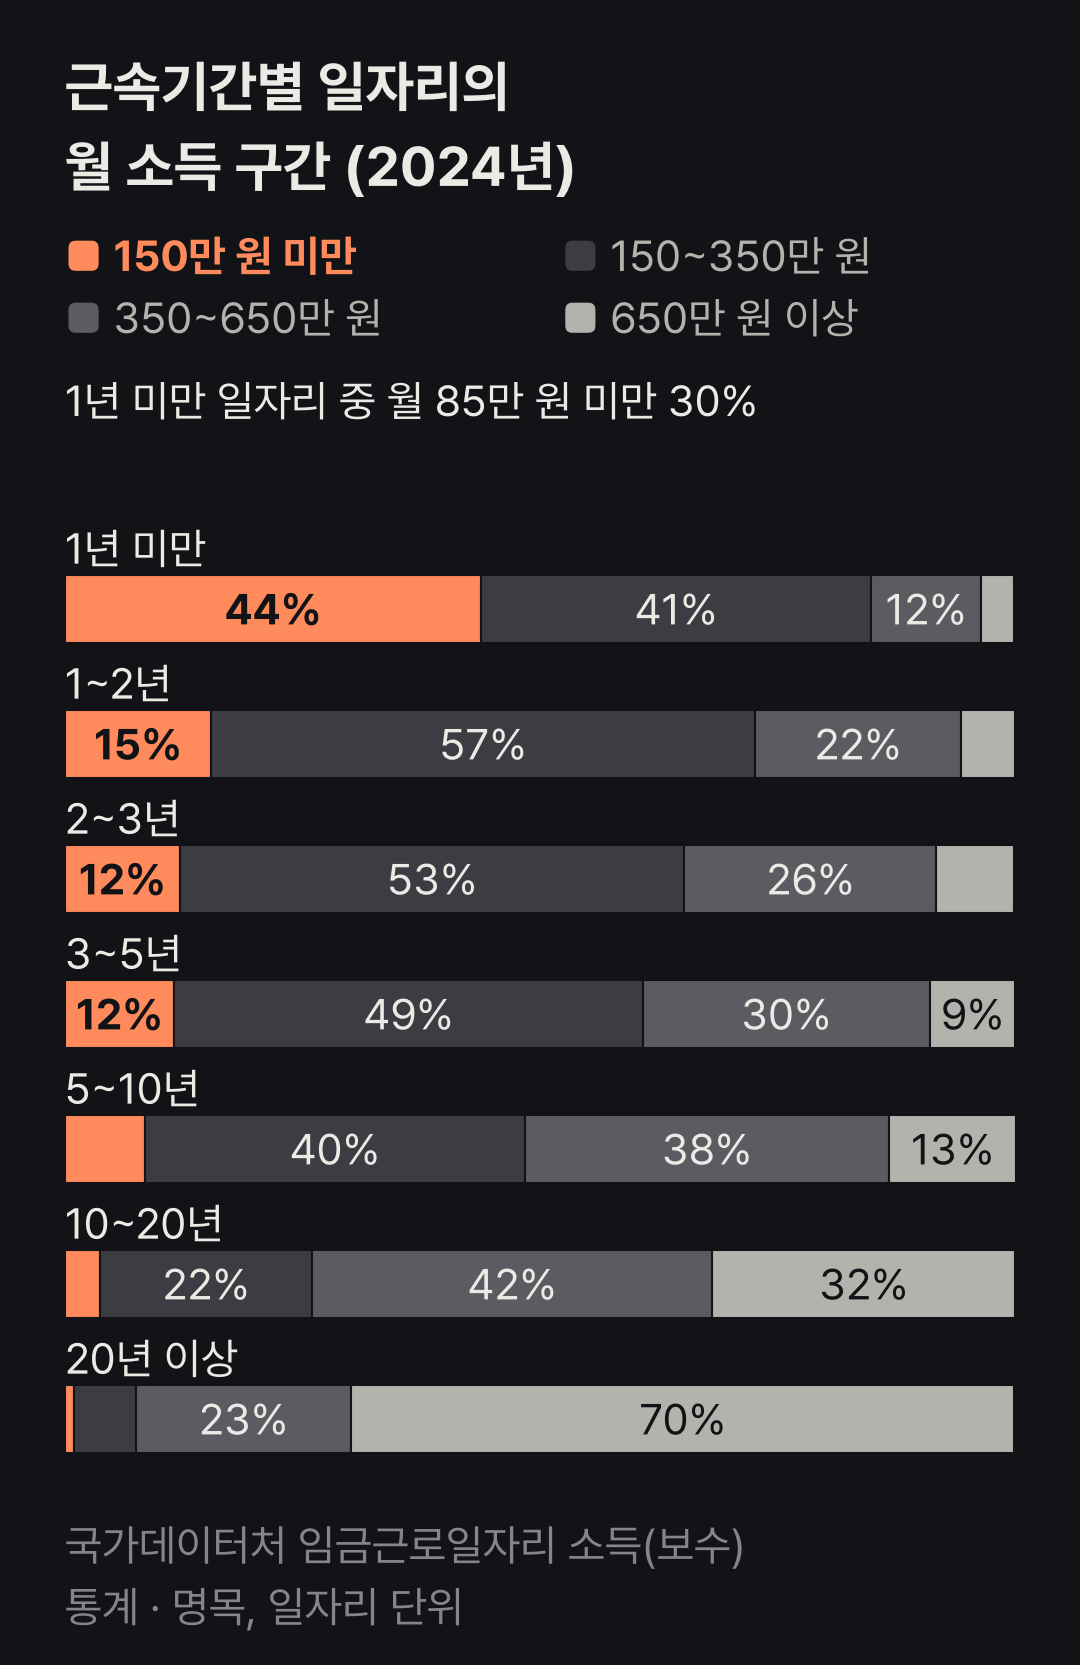 근속기간별 일자리의
월 소득 구간 (2024년)
150만 원 미만
150~350만 원
350~650만 원
650만 원 이상
1년 미만 일자리 중 월 85만 원 미만 30%
1년 미만
44% 41% 12%
1~2년
15% 57% 22%
2~3년
12% 53% 26%
3~5년
12% 49% 30% 9%
5~10년
40% 38% 13%
10~20년
22% 42% 32%
20년 이상
23% 70%
국가데이터처 임금근로일자리 소득(보수)
통계 · 명목, 일자리 단위